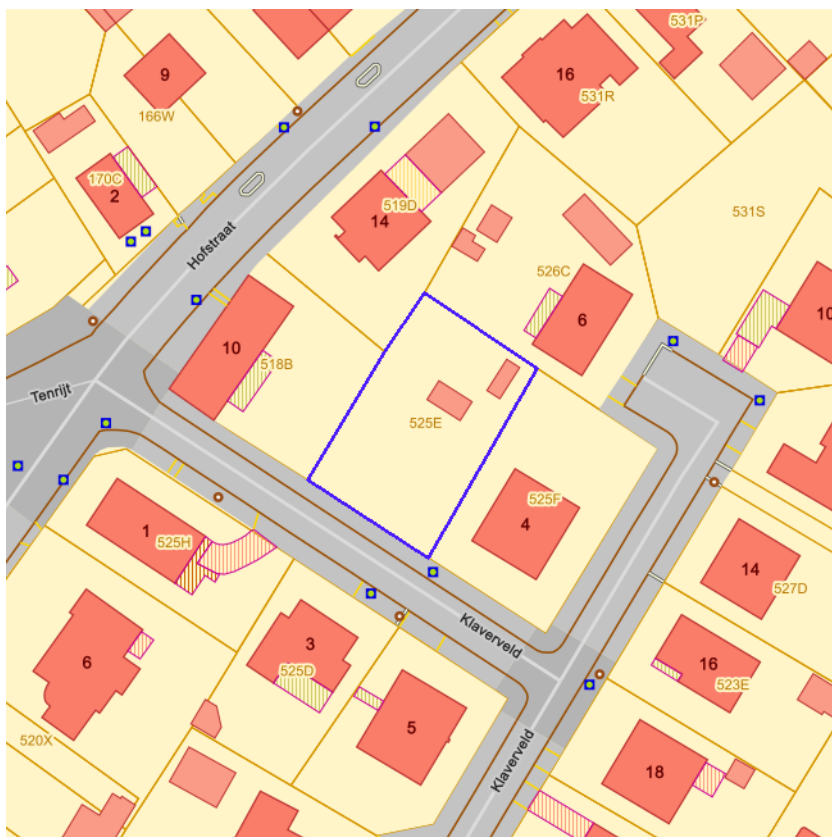 531P
9
16
531R
166W
170C
2
519D
14
531S
Hofstraat
526C
6
10
10
518B
Tenrijt
525E
525F
4
1
525H
14
527D
Klaverveld
3
525D
6
16
523E
5
520X
Klaverveld
18